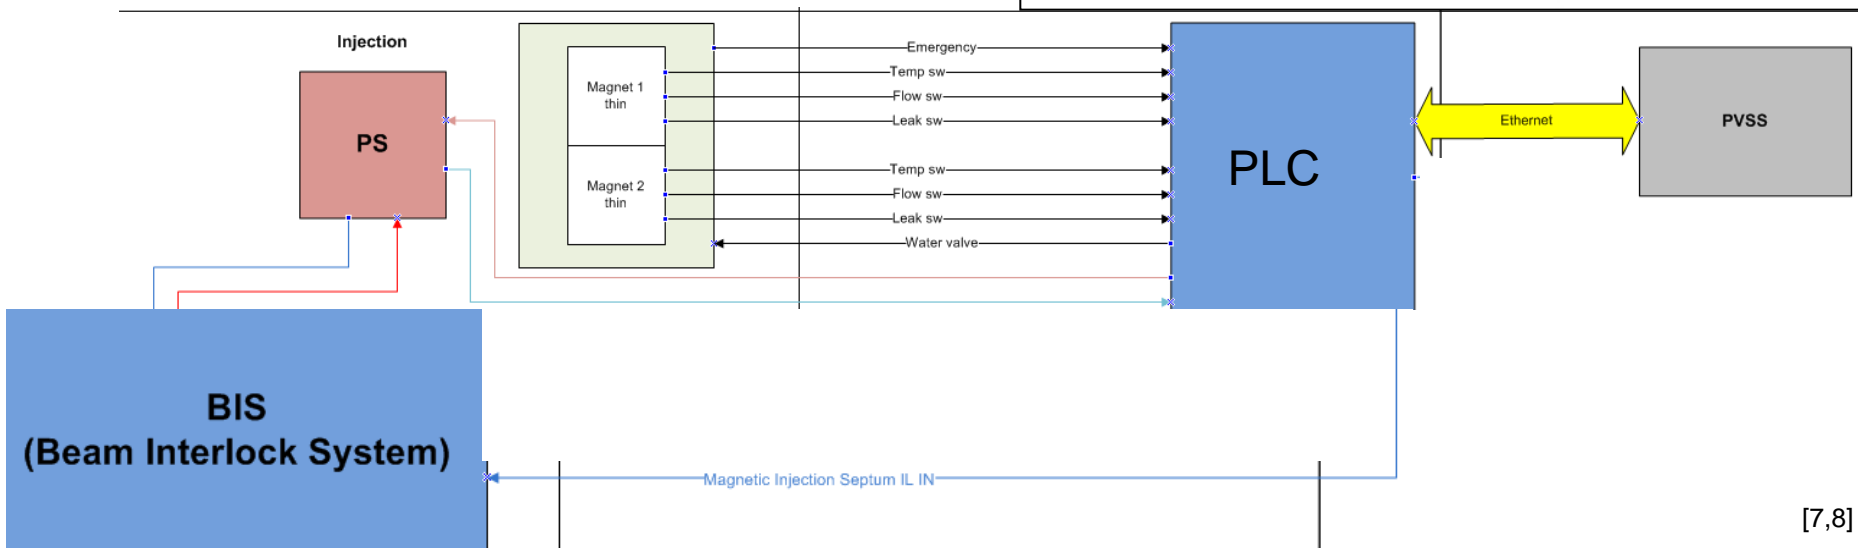 Injection
PS
Magnet 1
thin
Magnet 2
thin
Emergency
Temp sw
Flow sw
Leak sw
Temp sw
Flow sw
Leak sw
Water valve
PLC
Ethernet
PVSS
BIS
(Beam Interlock System)
Magnetic Injection Septum IL IN
[7,8]